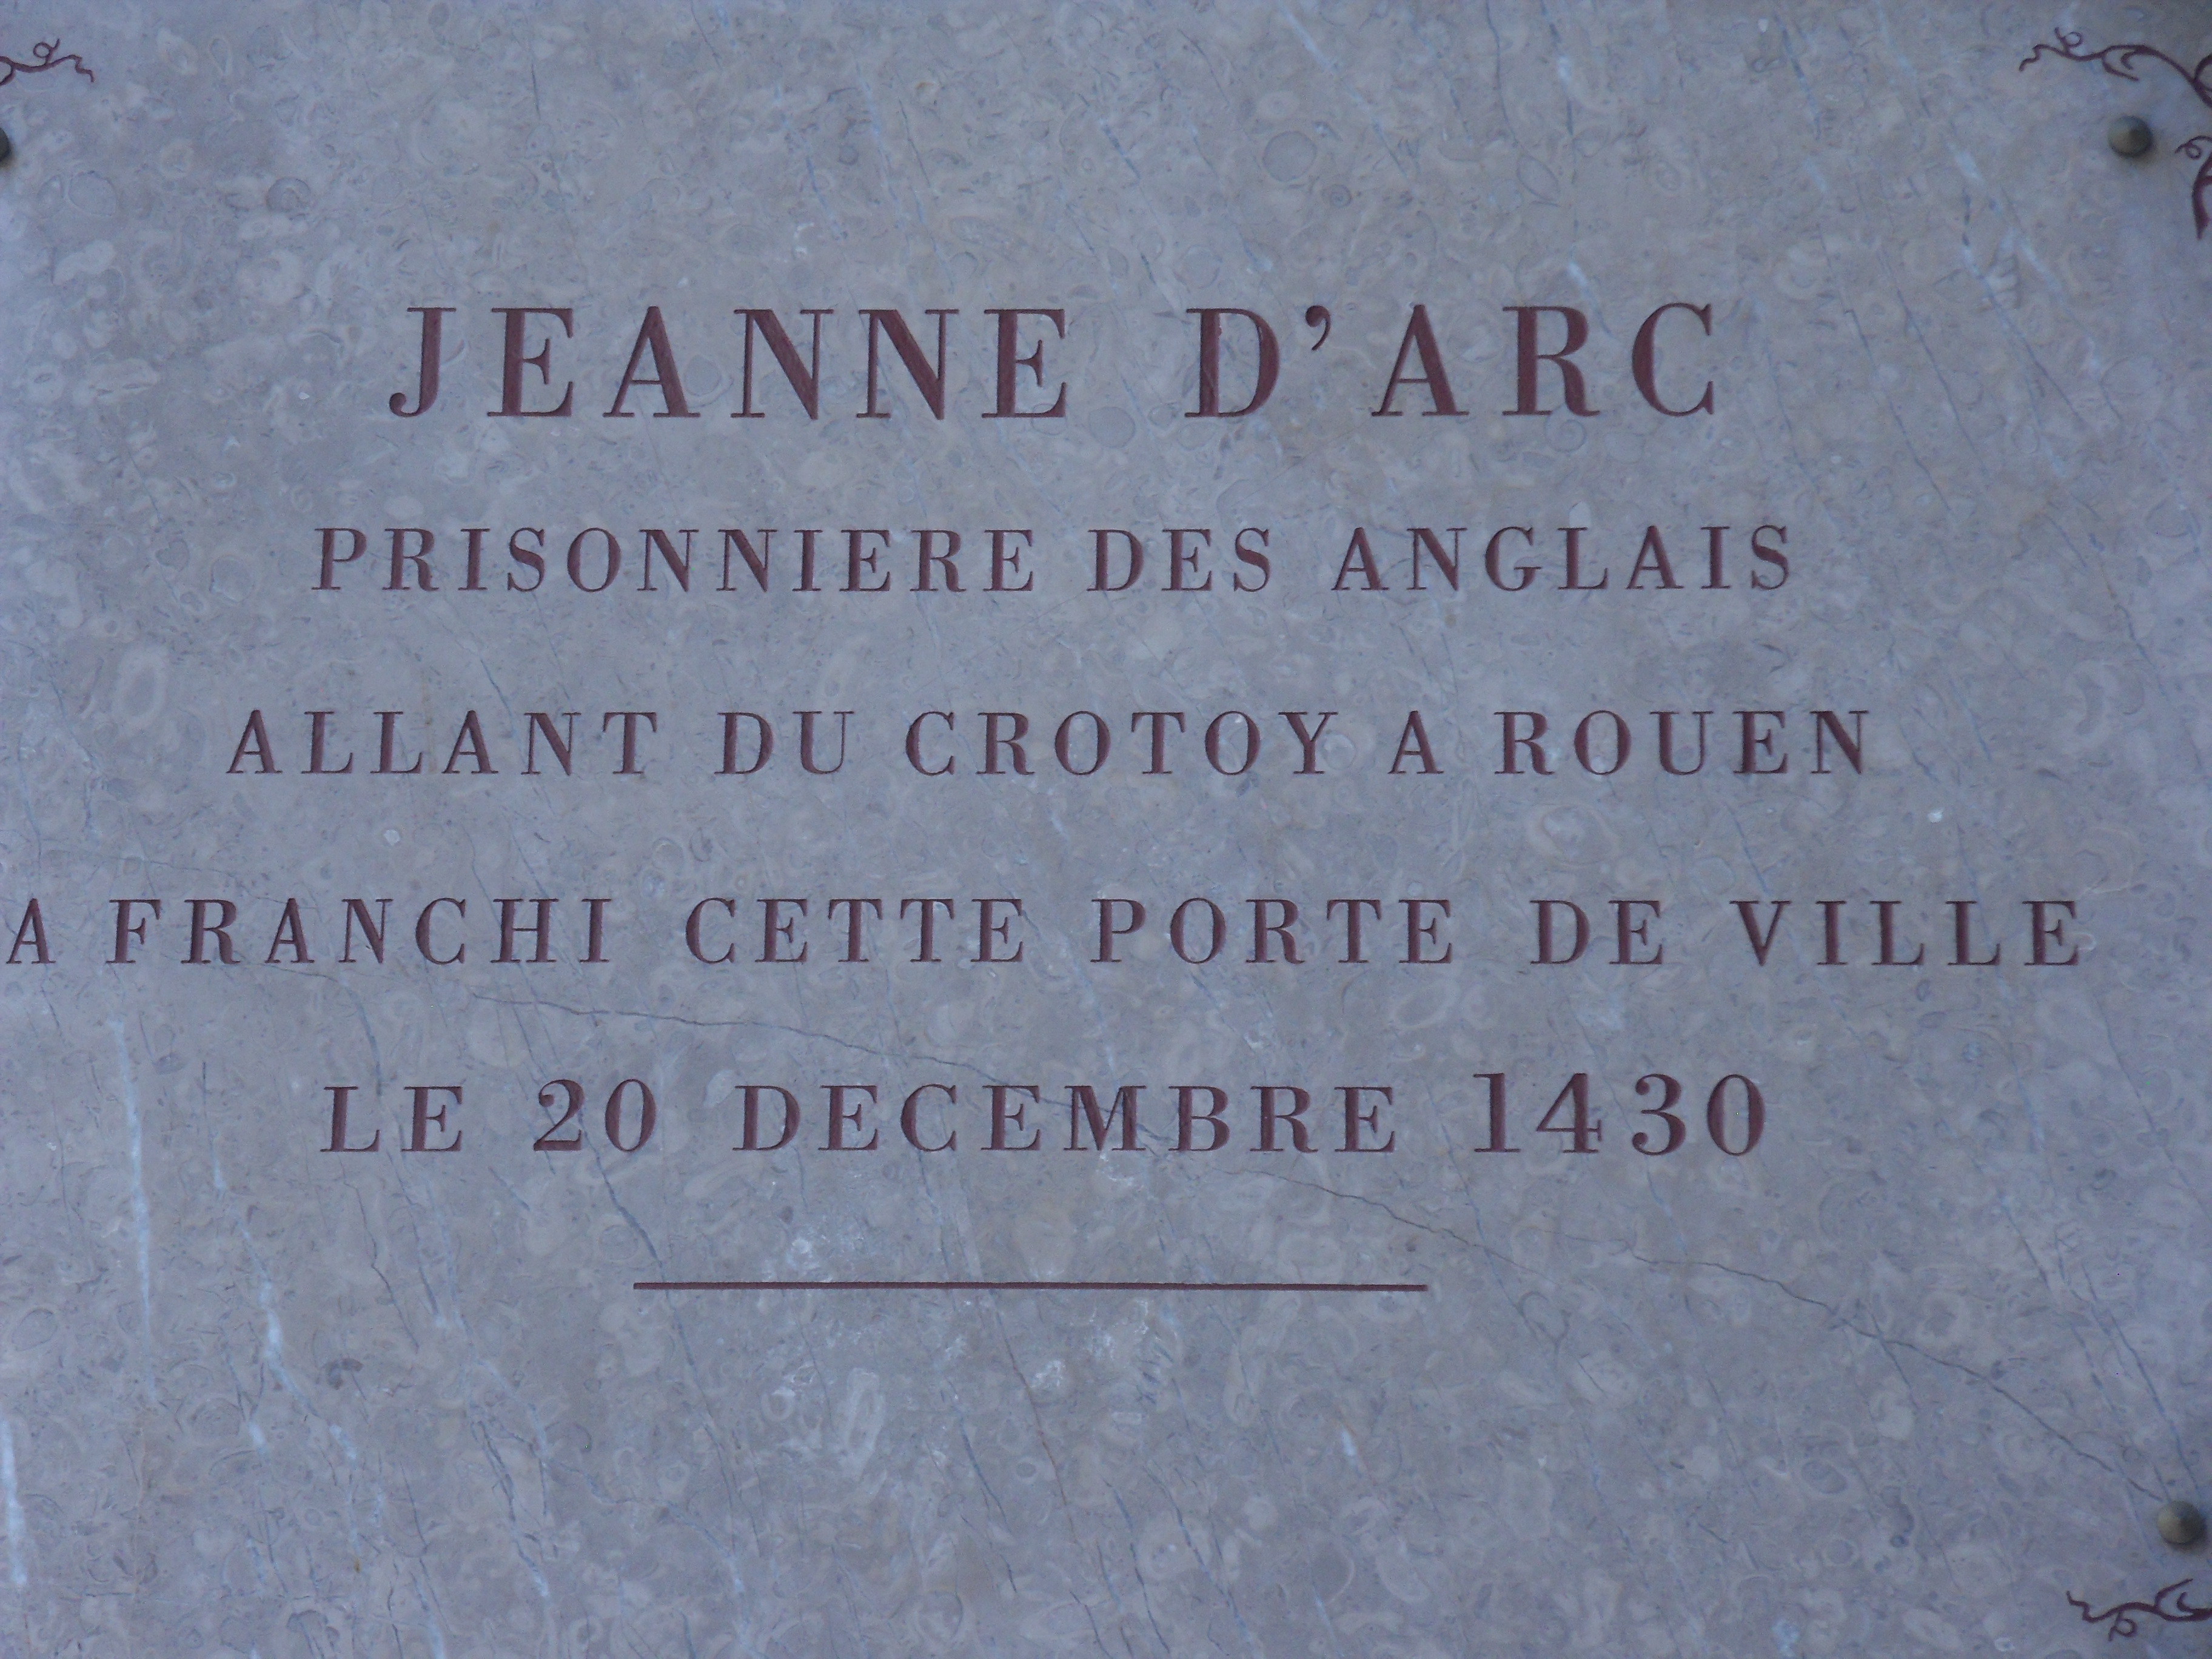 JEANNE D'ARC
PRISONNIERE DES ANGLAIS
ALLANT DU CROTOY A ROUEN
A FRANCHI CETTE PORTE DE VILLE
LE 20 DECEMBRE 1430